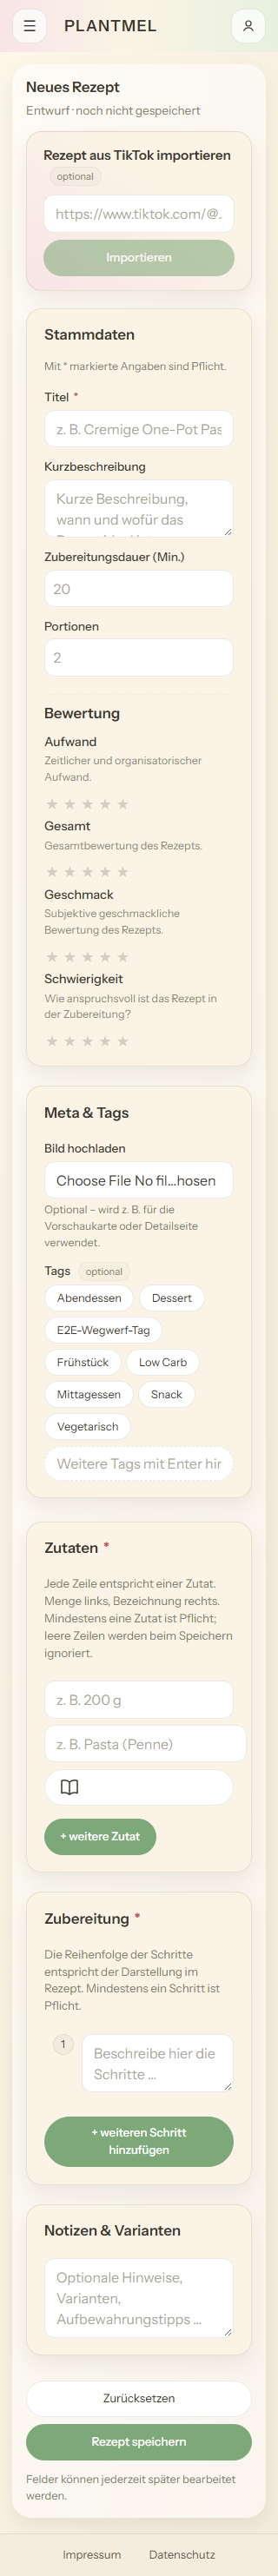 PLANTMEL
Neues Rezept
Entwurf · noch nicht gespeichert
Rezept aus TikTok importieren
optional
https://www.tiktok.com/@.
Importieren
Stammdaten
Mit * markierte Angaben sind Pflicht.
Titel *
z. B. Cremige One-Pot Pas
Kurzbeschreibung
Kurze Beschreibung,
wann und wofür das
Zubereitungsdauer (Min.)
20
Portionen
2
Bewertung
Aufwand
Zeitlicher und organisatorischer
Aufwand.
★ ★ ★ ★ ★
Gesamt
Gesamtbewertung des Rezepts.
★ ★ ★ ★ ★
Geschmack
Subjektive geschmackliche
Bewertung des Rezepts.
★ ★ ★ ★ ★
Schwierigkeit
Wie anspruchsvoll ist das Rezept in
der Zubereitung?
★ ★ ★ ★ ★
Meta & Tags
Bild hochladen
Choose File No fil...hosen
Optional – wird z. B. für die
Vorschaukarte oder Detailseite
verwendet.
Tags optional
Abendessen Dessert
E2E-Wegwerf-Tag
Frühstück Low Carb
Mittagessen Snack
Vegetarisch
Weitere Tags mit Enter hir
Zutaten *
Jede Zeile entspricht einer Zutat.
Menge links, Bezeichnung rechts.
Mindestens eine Zutat ist Pflicht;
leere Zeilen werden beim Speichern
ignoriert.
z. B. 200 g
z. B. Pasta (Penne)
+ weitere Zutat
Zubereitung *
Die Reihenfolge der Schritte
entspricht der Darstellung im
Rezept. Mindestens ein Schritt ist
Pflicht.
1 Beschreibe hier die
Schritte ...
+ weiteren Schritt
hinzufügen
Notizen & Varianten
Optionale Hinweise,
Varianten,
Aufbewahrungstipps ...
Zurücksetzen
Rezept speichern
Felder können jederzeit später bearbeitet
werden.
Impressum Datenschutz